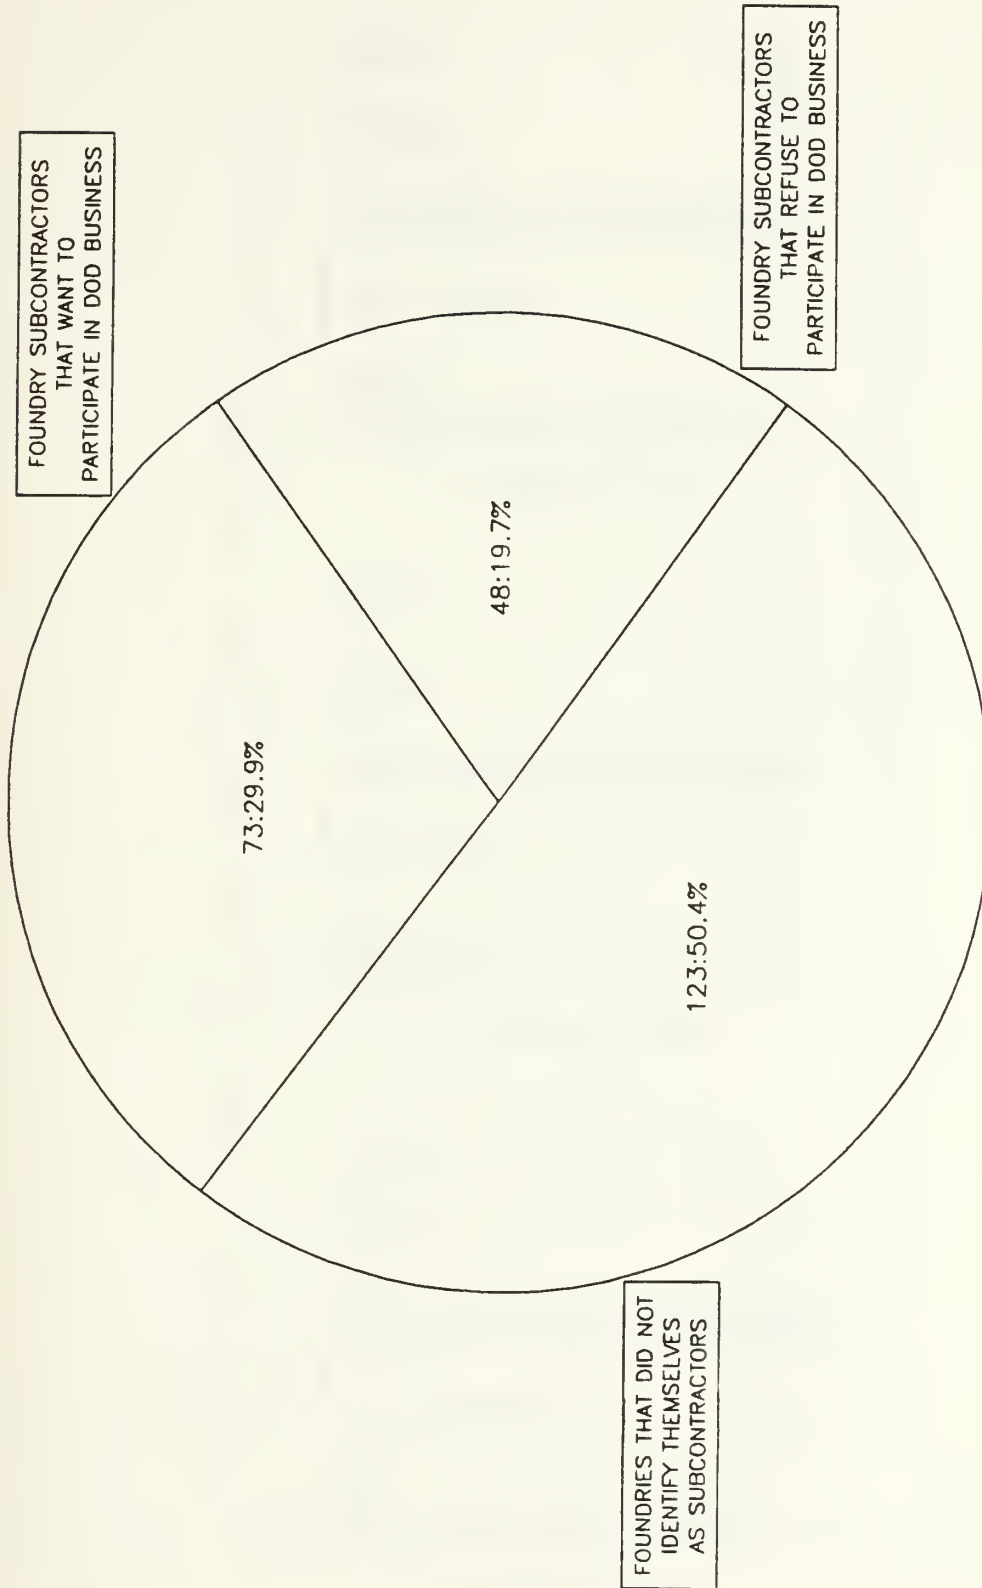 FOUNDRY SUBCONTRACTORS
THAT WANT TO
PARTICIPATE IN DOD BUSINESS
73:29.9%
48:19.7%
FOUNDRY SUBCONTRACTORS
THAT REFUSE TO
PARTICIPATE IN DOD BUSINESS
123:50.4%
FOUNDRIES THAT DID NOT
IDENTIFY THEMSELVES
AS SUBCONTRACTORS